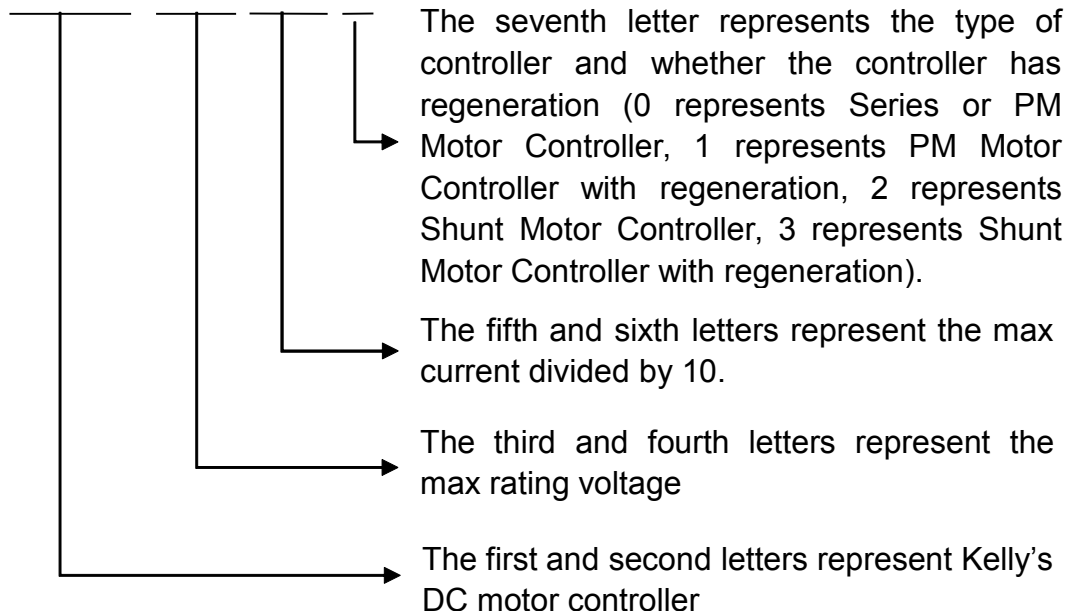 The seventh letter represents the type of
controller and whether the controller has
regeneration (0 represents Series or PM
Motor Controller, 1 represents PM Motor
Controller with regeneration, 2 represents
Shunt Motor Controller, 3 represents Shunt
Motor Controller with regeneration).
The fifth and sixth letters represent the max
current divided by 10.
The third and fourth letters represent the
max rating voltage
The first and second letters represent Kelly’s
DC motor controller